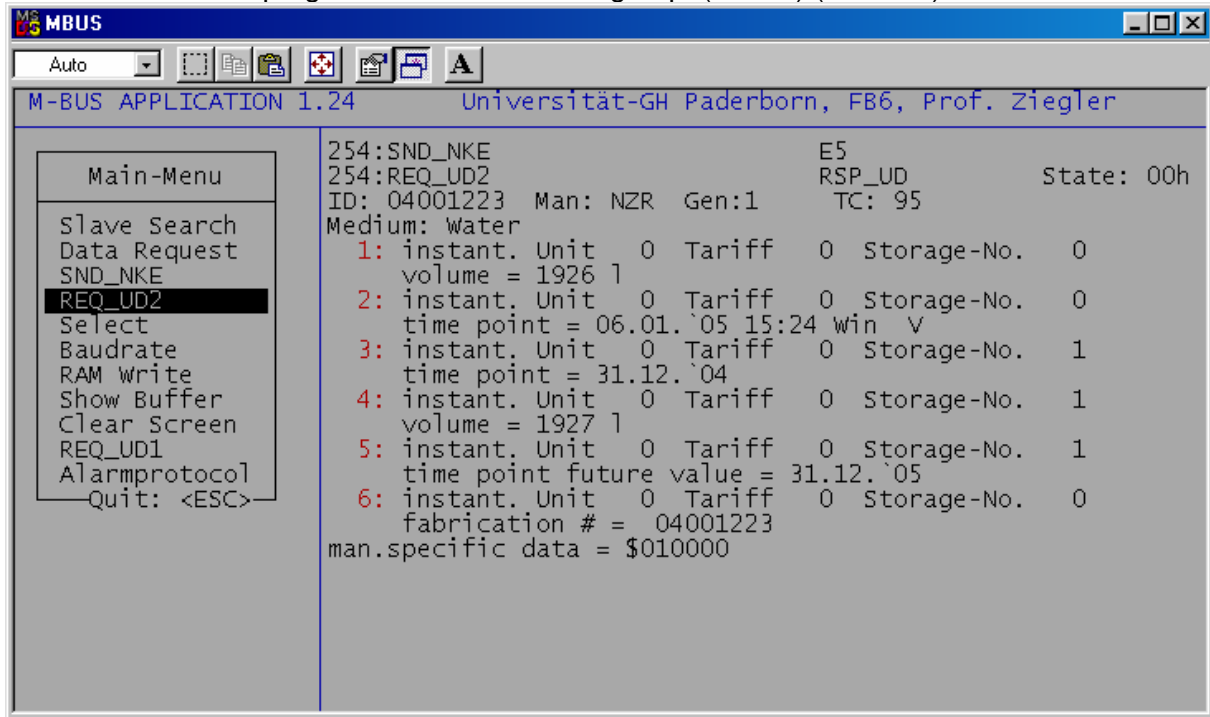 MBUS
Auto
A
M-BUS APPLICATION 1.24 Universität-GH Paderborn, FB6, Prof. Ziegler
Main-Menu
Slave Search
Data Request
SND_NKE
REQ_UD2
Select
Baudrate
RAM Write
Show Buffer
Clear Screen
REQ_UD1
Alarmprotocol
Quit: <ESC>
254:SND_NKE E5
254:REQ_UD2 RSP_UD State: 00h
ID: 04001223 Man: NZR Gen:1 TC: 95
Medium: Water
1: instant. Unit 0 Tariff 0 Storage-No. 0
volume = 1926 l
2: instant. Unit 0 Tariff 0 Storage-No. 0
time point = 06.01.`05 15:24 Win V
3: instant. Unit 0 Tariff 0 Storage-No. 1
time point = 31.12.`04
4: instant. Unit 0 Tariff 0 Storage-No. 1
volume = 1927 l
5: instant. Unit 0 Tariff 0 Storage-No. 1
time point future value = 31.12.`05
6: instant. Unit 0 Tariff 0 Storage-No. 0
fabrication # = 04001223
man.specific data = $010000